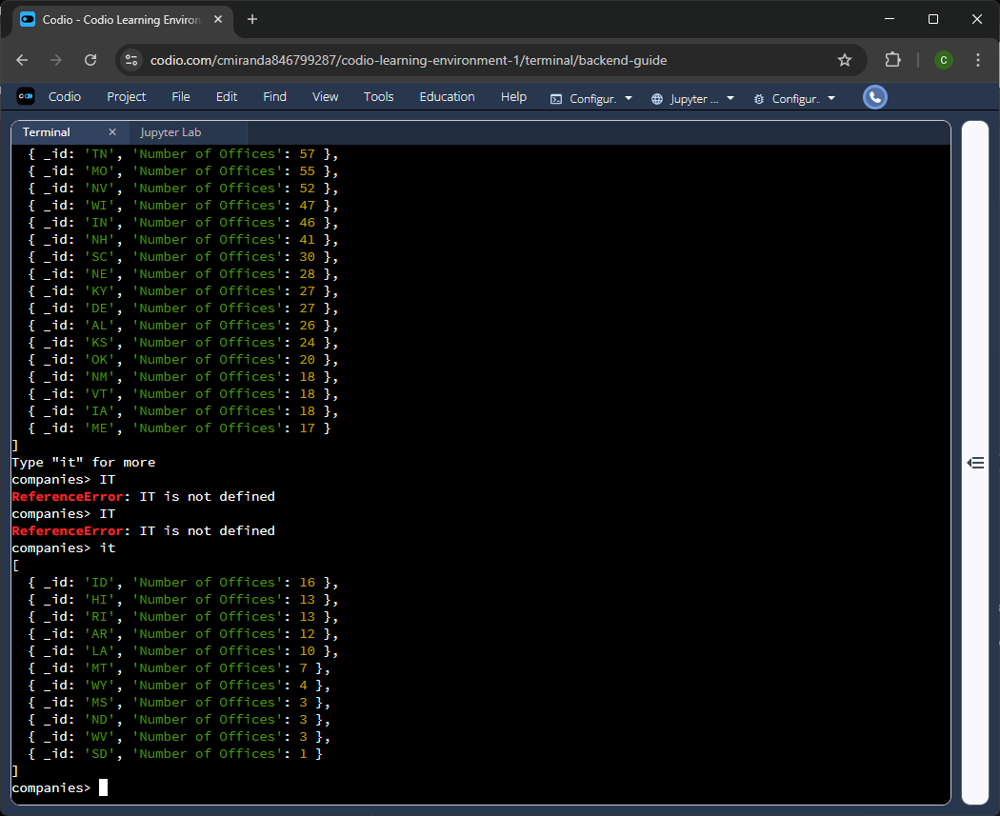 Codio - Codio Learning Environ
codio.com/cmiranda846799287/codio-learning-environment-1/terminal/backend-guide
C
Codio Project File Edit Find View Tools Education Help Configur. Jupyter ... Configur.
Terminal Jupyter Lab
{ _id: 'TN', 'Number of Offices': 57 },
{ _id: 'MO', 'Number of Offices': 55 },
{ _id: 'NV', 'Number of Offices': 52 },
{ _id: 'WI', 'Number of Offices': 47 },
{ _id: 'IN', 'Number of Offices': 46 },
{ _id: 'NH', 'Number of Offices': 41 },
{ _id: 'SC', 'Number of Offices': 30 },
{ _id: 'NE', 'Number of Offices': 28 },
{ _id: 'KY', 'Number of Offices': 27 },
{ _id: 'DE', 'Number of Offices': 27 },
{ _id: 'AL', 'Number of Offices': 26 },
{ _id: 'KS', 'Number of Offices': 24 },
{ _id: 'OK', 'Number of Offices': 20 },
{ _id: 'NM', 'Number of Offices': 18 },
{ _id: 'VT', 'Number of Offices': 18 },
{ _id: 'IA', 'Number of Offices': 18 },
{ _id: 'ME', 'Number of Offices': 17 }
]
Type "it" for more
companies> IT
ReferenceError: IT is not defined
companies> IT
ReferenceError: IT is not defined
companies> it
[
{ _id: 'ID', 'Number of Offices': 16 },
{ _id: 'HI', 'Number of Offices': 13 },
{ _id: 'RI', 'Number of Offices': 13 },
{ _id: 'AR', 'Number of Offices': 12 },
{ _id: 'LA', 'Number of Offices': 10 },
{ _id: 'MT', 'Number of Offices': 7 },
{ _id: 'WY', 'Number of Offices': 4 },
{ _id: 'MS', 'Number of Offices': 3 },
{ _id: 'ND', 'Number of Offices': 3 },
{ _id: 'WV', 'Number of Offices': 3 },
{ _id: 'SD', 'Number of Offices': 1 }
]
companies>